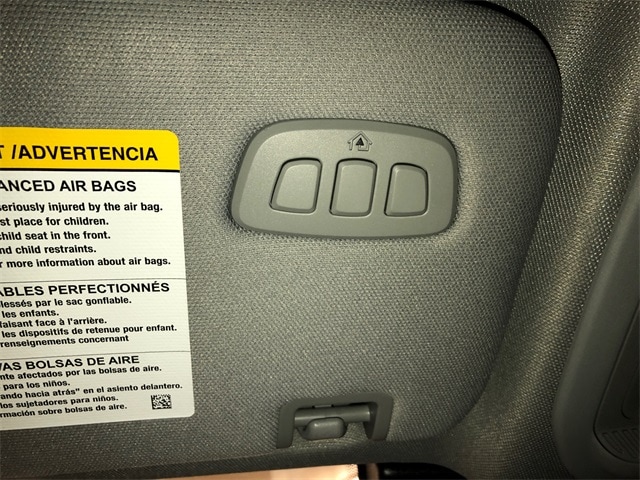 T /ADVERTENCIA
ANCED AIR BAGS
seriously injured by the air bag.
st place for children.
child seat in the front.
nd child restraints.
r more information about air bags.
ABLES PERFECTIONNÉS
lessés par le sac gonflable.
les enfants.
faisant face à l'arrière.
les dispositifs de retenue pour enfant.
renseignements concernant
VAS BOLSAS DE AIRE
nte afectados por las bolsas de aire.
para los niños.
rando hacia atrás" en el asiento delantero.
los sujetadores para niños.
rmación sobre bolsas de aire.